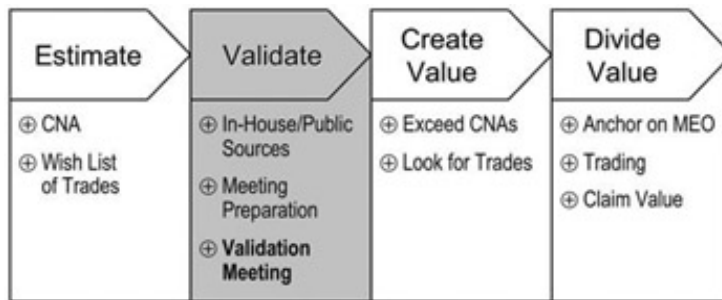 Estimate
⊕ CNA
⊕ Wish List
of Trades
Validate
⊕ In-House/Public
Sources
⊕ Meeting
Preparation
⊕ Validation
Meeting
Create
Value
⊕ Exceed CNAs
⊕ Look for Trades
Divide
Value
⊕ Anchor on MEO
⊕ Trading
⊕ Claim Value